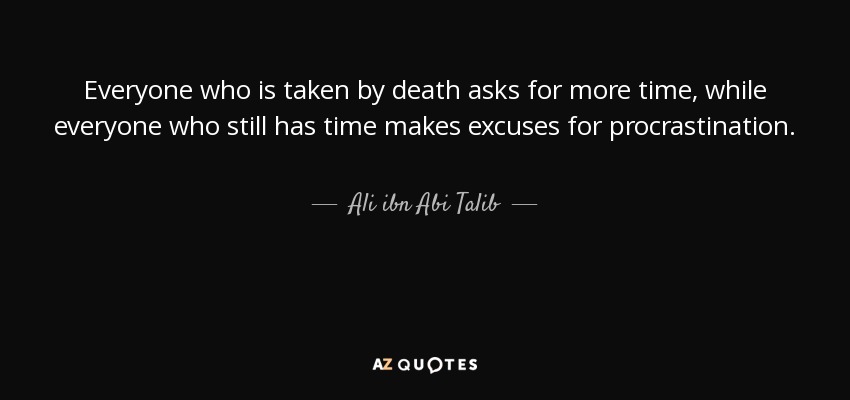 Everyone who is taken by death asks for more time, while
everyone who still has time makes excuses for procrastination.
— Ali ibn Abi Talib —
AZ QUOTES